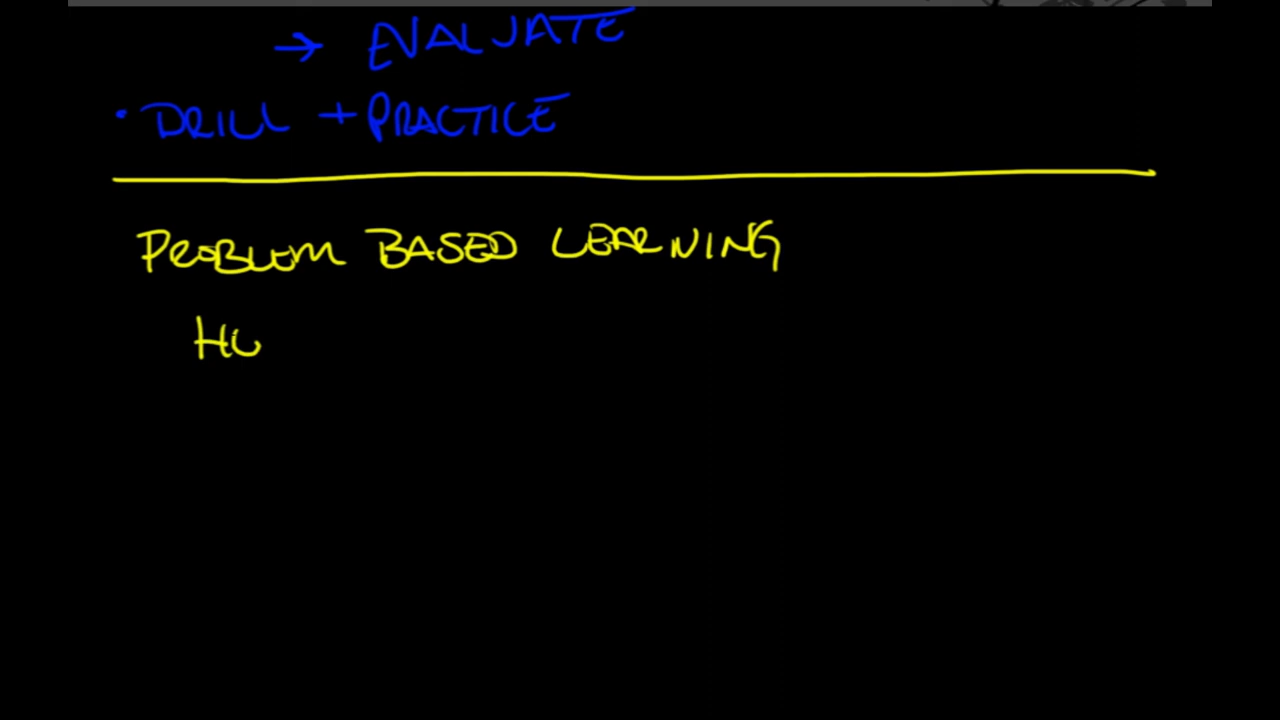 → EVALUATE
• DRILL + PRACTICE
PROBLEM BASED LEARNING